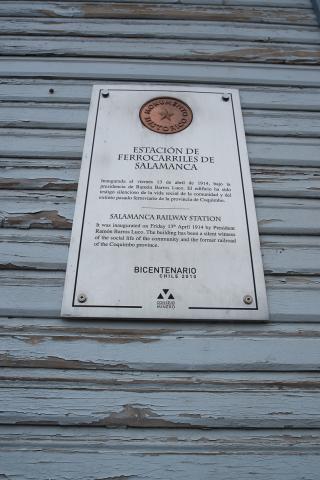 MONUMENTO
HISTORICO
ESTACIÓN DE
FERROCARRILES DE
SALAMANCA
Inaugurada el viernes 13 de abril de 1914, bajo la
presidencia de Ramón Barros Luco. El edificio ha sido
testigo silencioso de la vida social de la comunidad y del
extinto pasado ferroviario de la provincia de Coquimbo.
SALAMANCA RAILWAY STATION
It was inaugurated on Friday 13th April 1914 by President
Ramón Barros Luco. The building has been a silent witness
of the social life of the community and the former railroad
of the Coquimbo province.
BICENTENARIO
CHILE 2010
CONSEJO
MINERO